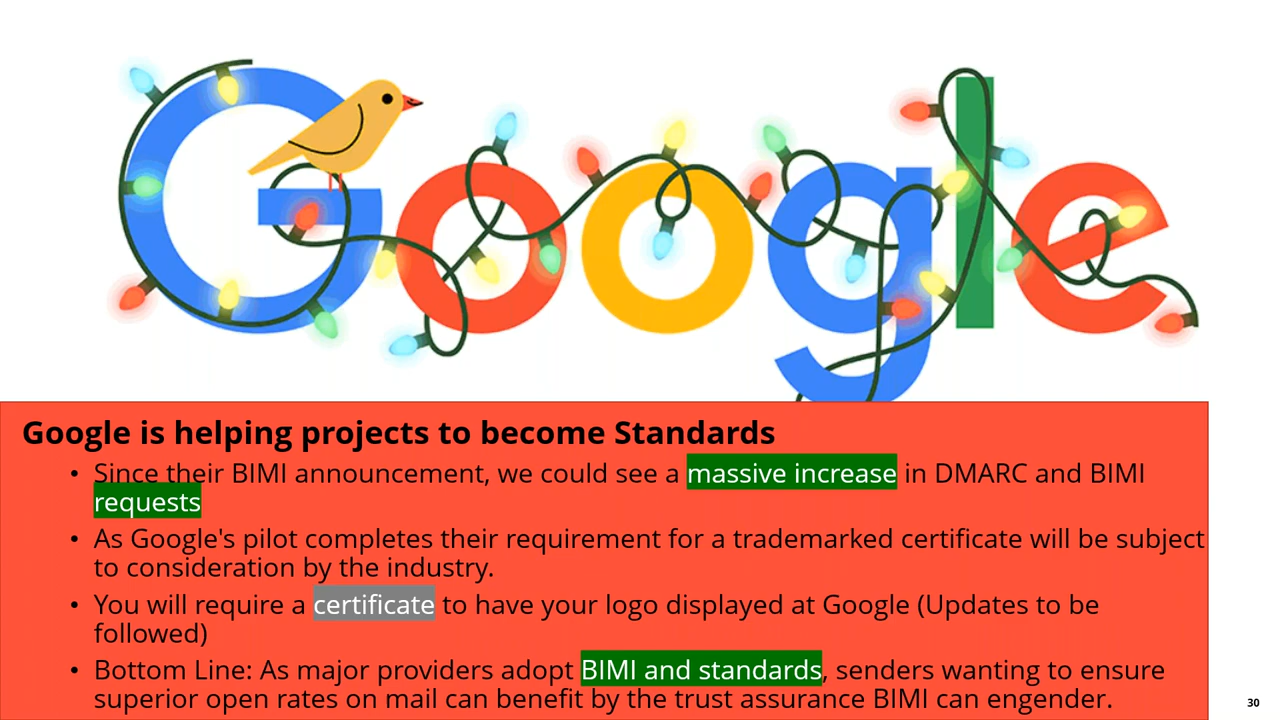 Google
Google is helping projects to become Standards
• Since their BIMI announcement, we could see a massive increase in DMARC and BIMI
requests
• As Google's pilot completes their requirement for a trademarked certificate will be subject
to consideration by the industry.
• You will require a certificate to have your logo displayed at Google (Updates to be
followed)
• Bottom Line: As major providers adopt BIMI and standards, senders wanting to ensure
superior open rates on mail can benefit by the trust assurance BIMI can engender.
30